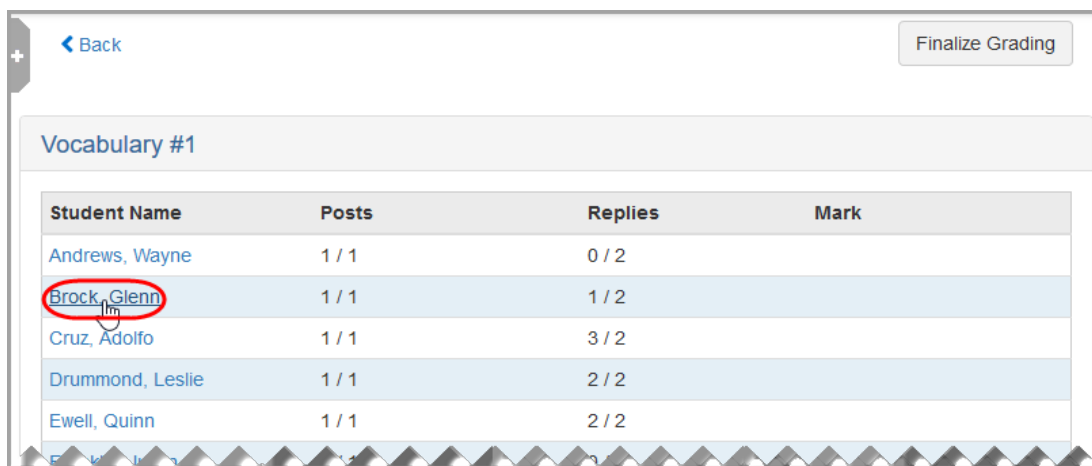 Back
Finalize Grading
Vocabulary #1
Student Name Posts Replies Mark
Andrews, Wayne 1 / 1 0 / 2
Brock, Glenn 1 / 1 1 / 2
Cruz, Adolfo 1 / 1 3 / 2
Drummond, Leslie 1 / 1 2 / 2
Ewell, Quinn 1 / 1 2 / 2